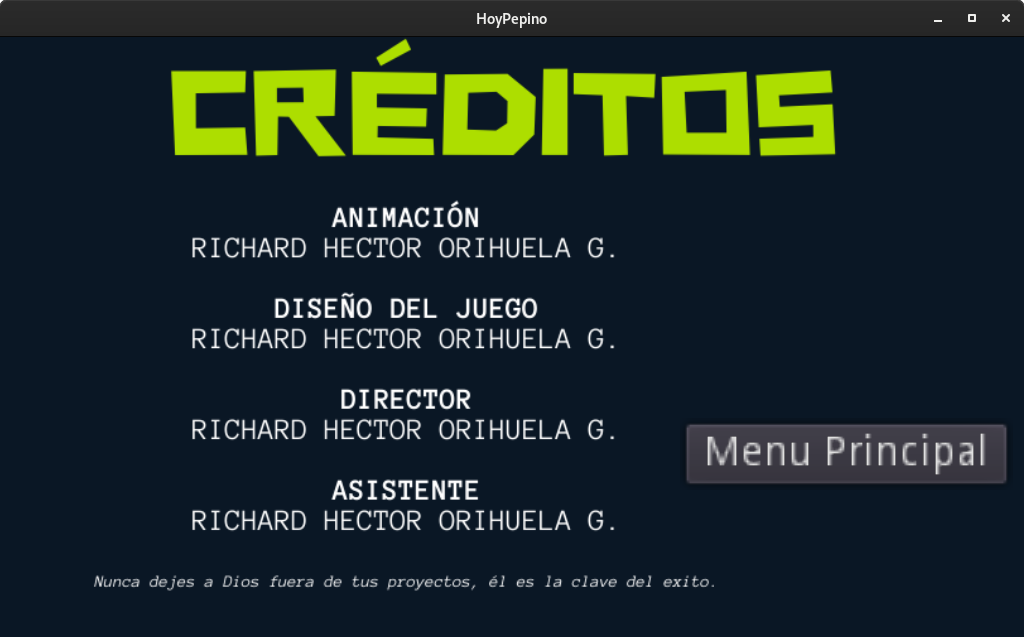 HoyPepino
CRÉDITOS
ANIMACIÓN
RICHARD HECTOR ORIHUELA G.
DISEÑO DEL JUEGO
RICHARD HECTOR ORIHUELA G.
DIRECTOR
RICHARD HECTOR ORIHUELA G.
Menu Principal
ASISTENTE
RICHARD HECTOR ORIHUELA G.
Nunca dejes a Dios fuera de tus proyectos, él es la clave del exito.